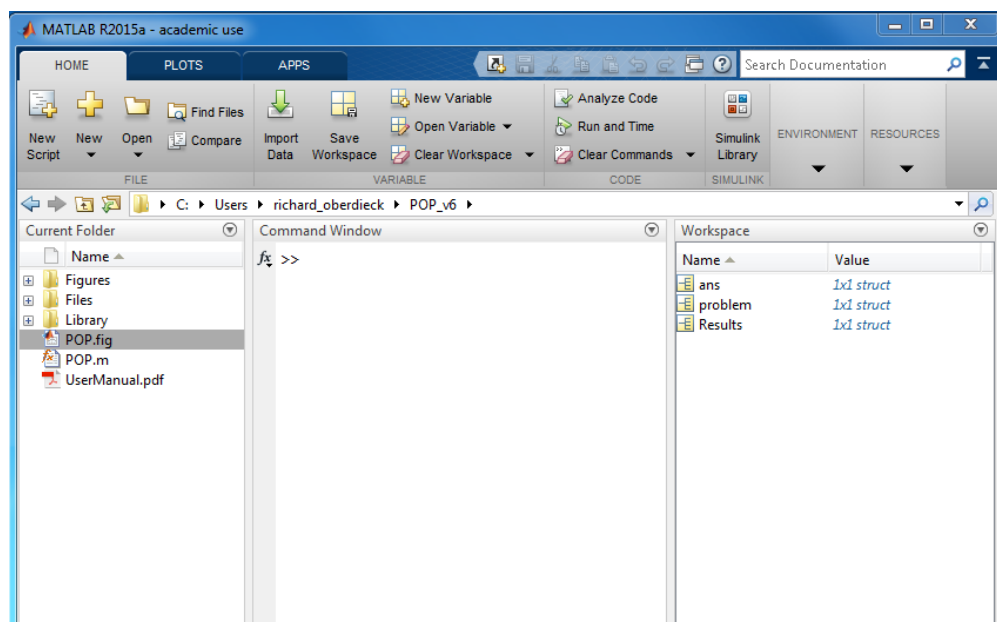 MATLAB R2015a - academic use
HOME PLOTS APPS Search Documentation
New Script
New
Open
Find Files
Compare
FILE
Import Data
Save Workspace
New Variable
Open Variable
Clear Workspace
VARIABLE
Analyze Code
Run and Time
Clear Commands
CODE
Simulink Library
SIMULINK
ENVIRONMENT
RESOURCES
C: Users richard_oberdieck POP_v6
Current Folder
Name
Figures
Files
Library
POP.fig
POP.m
UserManual.pdf
Command Window
fx >>
Workspace
Name Value
ans 1x1 struct
problem 1x1 struct
Results 1x1 struct